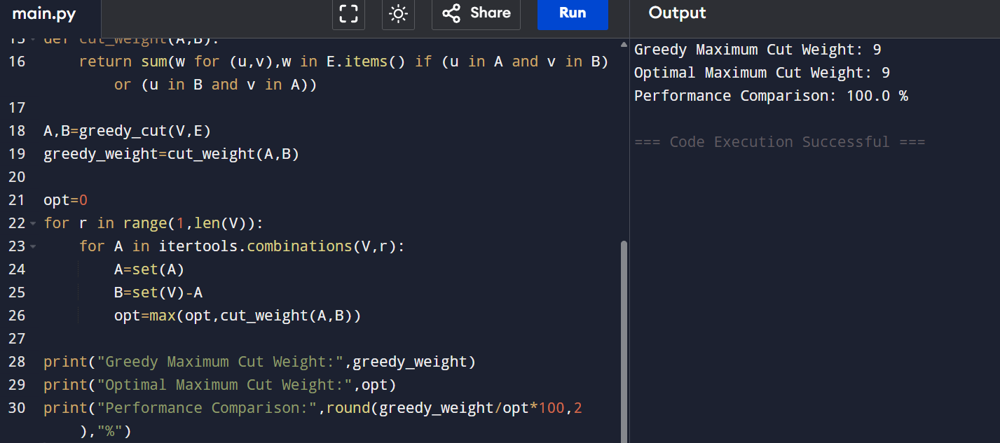 main.py
Share
Run
Output
15 def cut_weight(A,B):
16 return sum(w for (u,v),w in E.items() if (u in A and v in B)
or (u in B and v in A))
17
18 A,B=greedy_cut(V,E)
19 greedy_weight=cut_weight(A,B)
20
21 opt=0
22 for r in range(1,len(V)):
23 for A in itertools.combinations(V,r):
24 A=set(A)
25 B=set(V)-A
26 opt=max(opt,cut_weight(A,B))
27
28 print("Greedy Maximum Cut Weight:",greedy_weight)
29 print("Optimal Maximum Cut Weight:",opt)
30 print("Performance Comparison:",round(greedy_weight/opt*100,2
),"%")
Greedy Maximum Cut Weight: 9
Optimal Maximum Cut Weight: 9
Performance Comparison: 100.0 %
=== Code Execution Successful ===